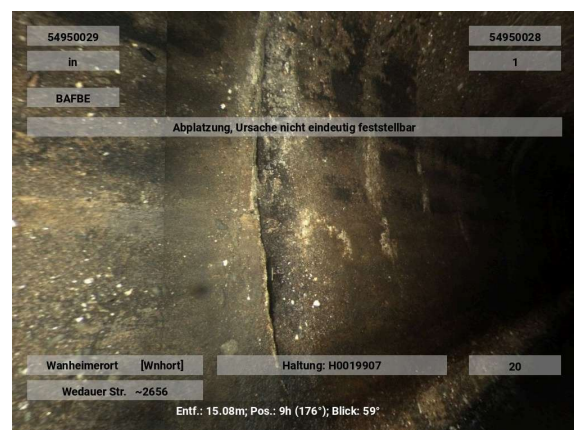 54950029
54950028
in
1
BAFBE
Abplatzung, Ursache nicht eindeutig feststellbar
Wanheimerort [Wnhort]
Haltung: H0019907
20
Wedauer Str. ~2656
Entf.: 15.08m; Pos.: 9h (176°); Blick: 59°